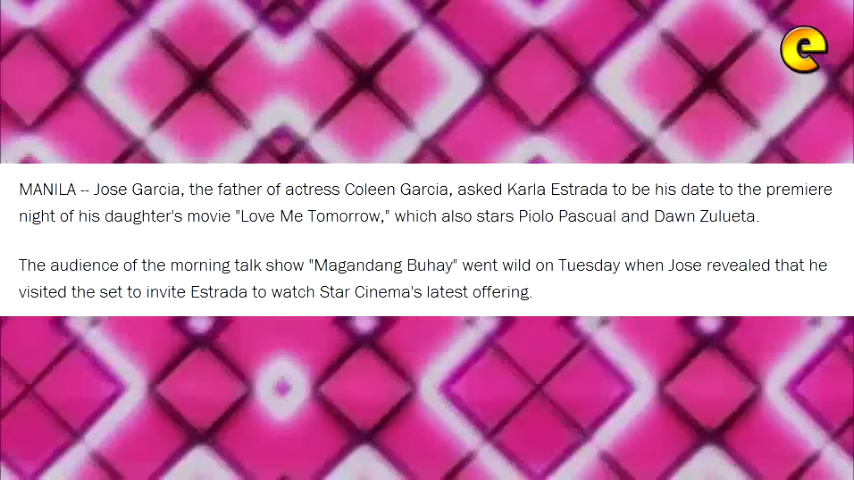 e
MANILA -- Jose Garcia, the father of actress Coleen Garcia, asked Karla Estrada to be his date to the premiere
night of his daughter's movie "Love Me Tomorrow," which also stars Piolo Pascual and Dawn Zulueta.
The audience of the morning talk show "Magandang Buhay" went wild on Tuesday when Jose revealed that he
visited the set to invite Estrada to watch Star Cinema's latest offering.